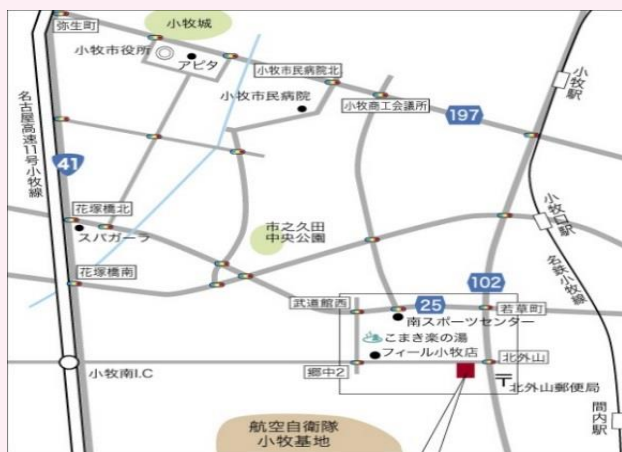 弥生町
小牧城
小牧市役所
アピタ
小牧市民病院北
小牧市民病院
小牧商工会議所
197
小牧駅
名古屋高速11号小牧線
41
花塚橋北
スバガーラ
市之久田
中央公園
小牧口駅
名鉄小牧線
花塚橋南
102
武道館西
25
若草町
南スポーツセンター
こまき楽の湯
フィール小牧店
郷中2
北外山
小牧南I.C
北外山郵便局
間内駅
航空自衛隊
小牧基地